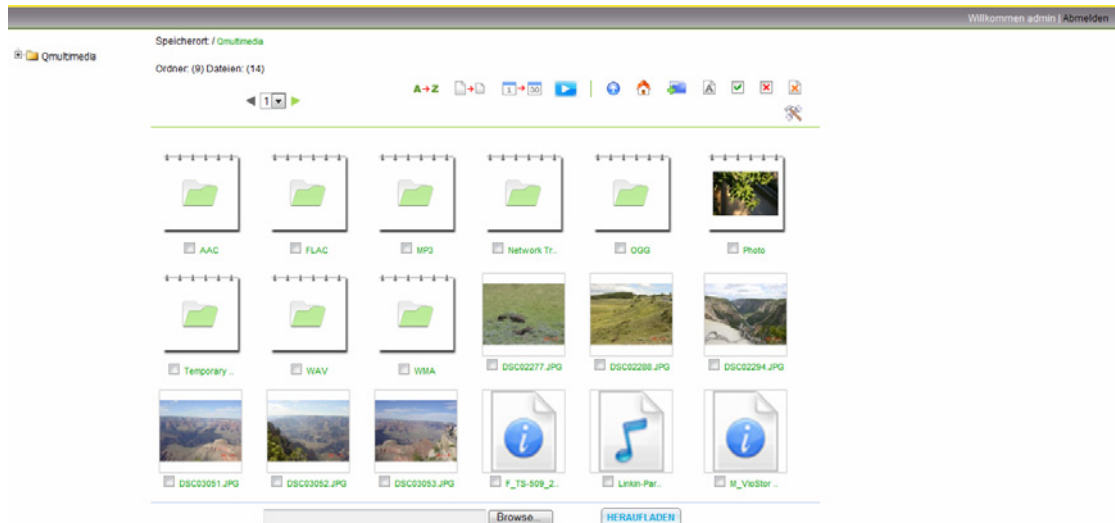 Willkommen admin | Abmelden
Qmultimedia
Speicherort: / Qmultimedia
Ordner: (9) Dateien: (14)
1
A Z
1 30
A
AAC
FLAC
MP3
Network Tr..
OGG
Photo
Temporary ..
WAV
WMA
DSC02277.JPG
DSC02288.JPG
DSC02294.JPG
DSC03051.JPG
DSC03052.JPG
DSC03053.JPG
F_TS-509_2..
Linkin-Par..
M_VioStor ..
Browse...
HERAUFLADEN